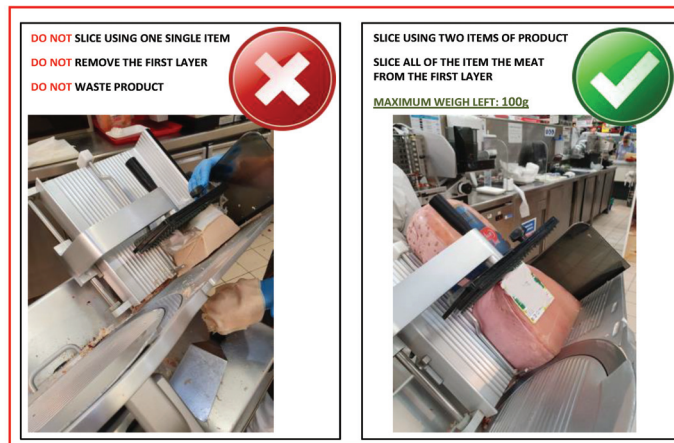 DO NOT SLICE USING ONE SINGLE ITEM
DO NOT REMOVE THE FIRST LAYER
DO NOT WASTE PRODUCT
SLICE USING TWO ITEMS OF PRODUCT
SLICE ALL OF THE ITEM THE MEAT
FROM THE FIRST LAYER
MAXIMUM WEIGH LEFT: 100g